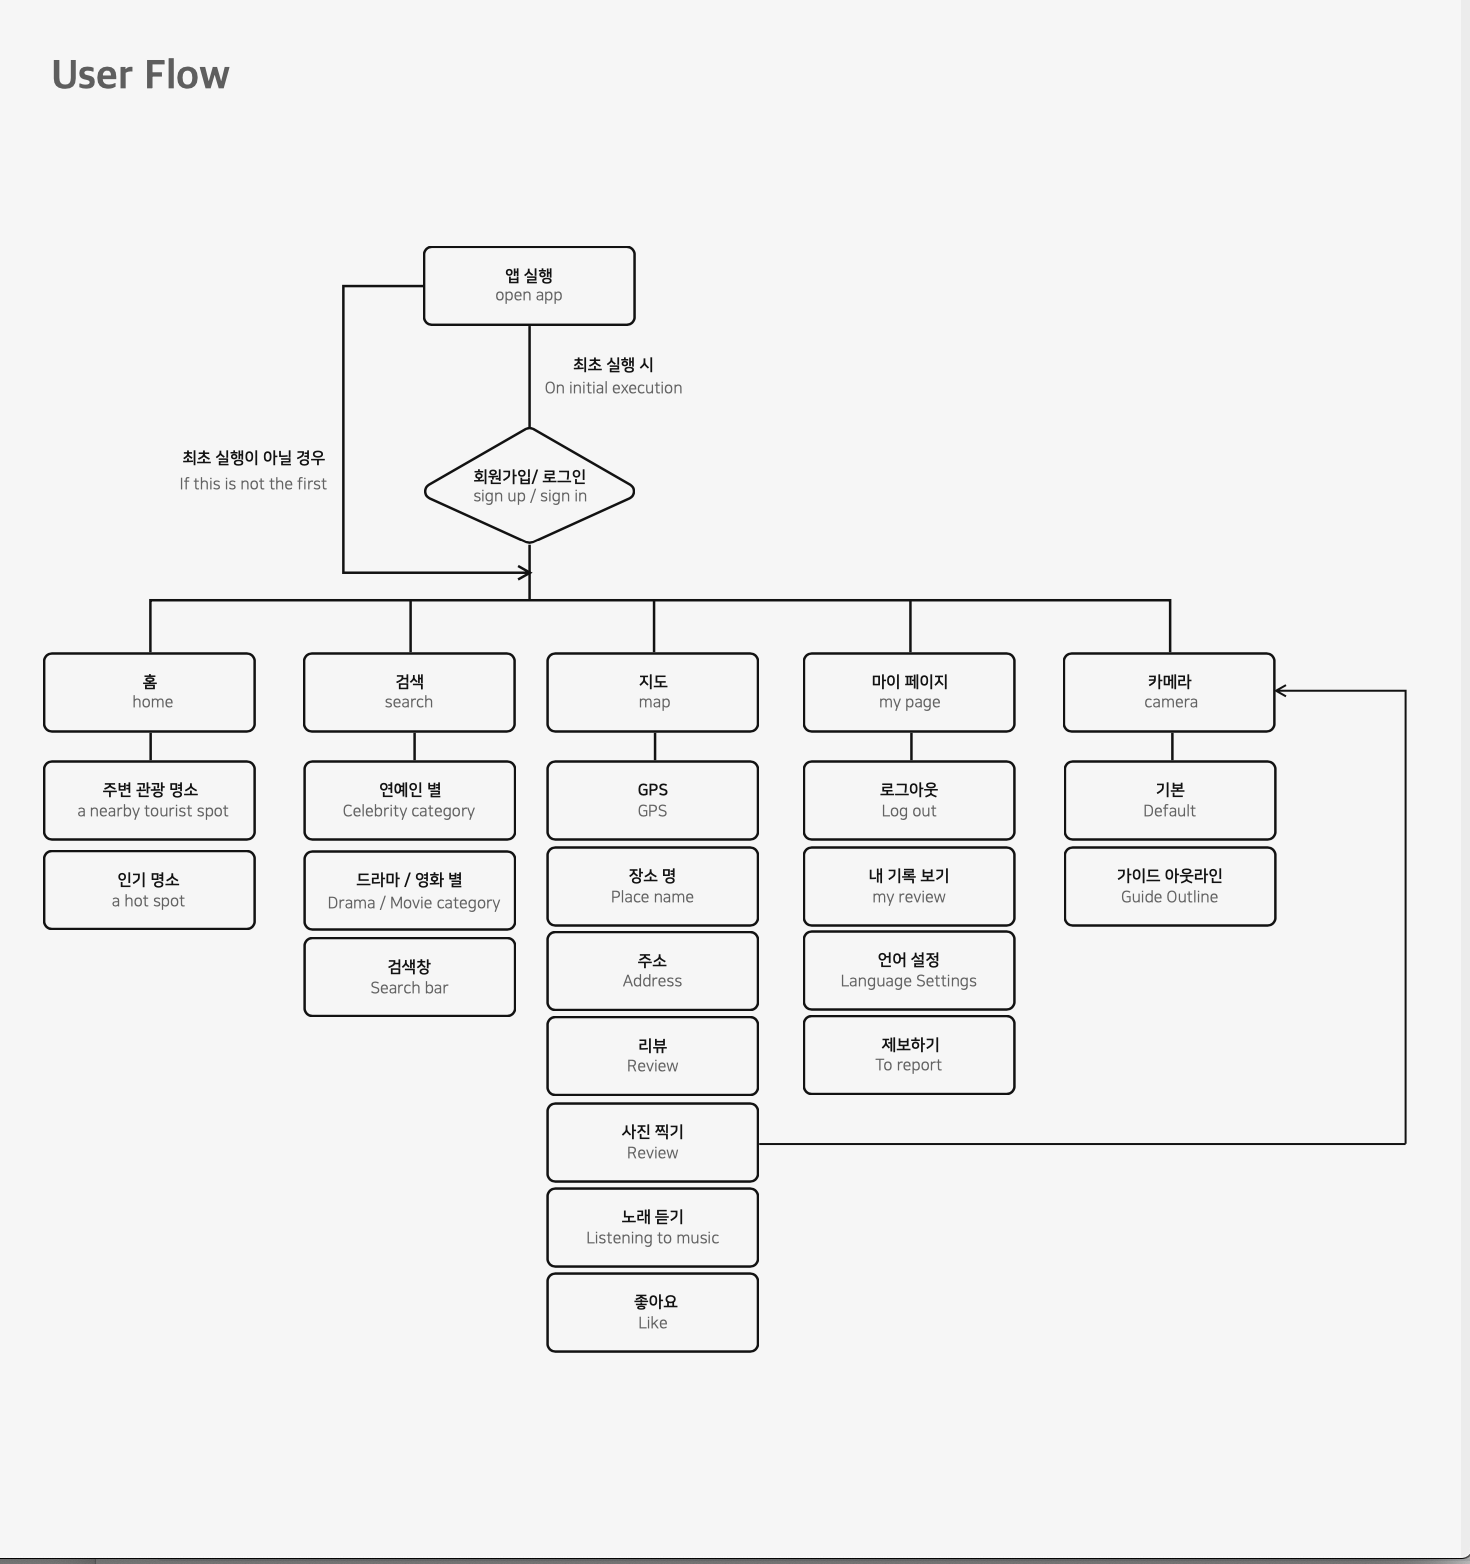 User Flow
앱 실행
open app
최초 실행 시
On initial execution
최초 실행이 아닐 경우
If this is not the first
회원가입/ 로그인
sign up / sign in
홈
home
주변 관광 명소
a nearby tourist spot
인기 명소
a hot spot
검색
search
연예인 별
Celebrity category
드라마 / 영화 별
Drama / Movie category
검색창
Search bar
지도
map
GPS
GPS
장소 명
Place name
주소
Address
리뷰
Review
사진 찍기
Review
노래 듣기
Listening to music
좋아요
Like
마이 페이지
my page
로그아웃
Log out
내 기록 보기
my review
언어 설정
Language Settings
제보하기
To report
카메라
camera
기본
Default
가이드 아웃라인
Guide Outline